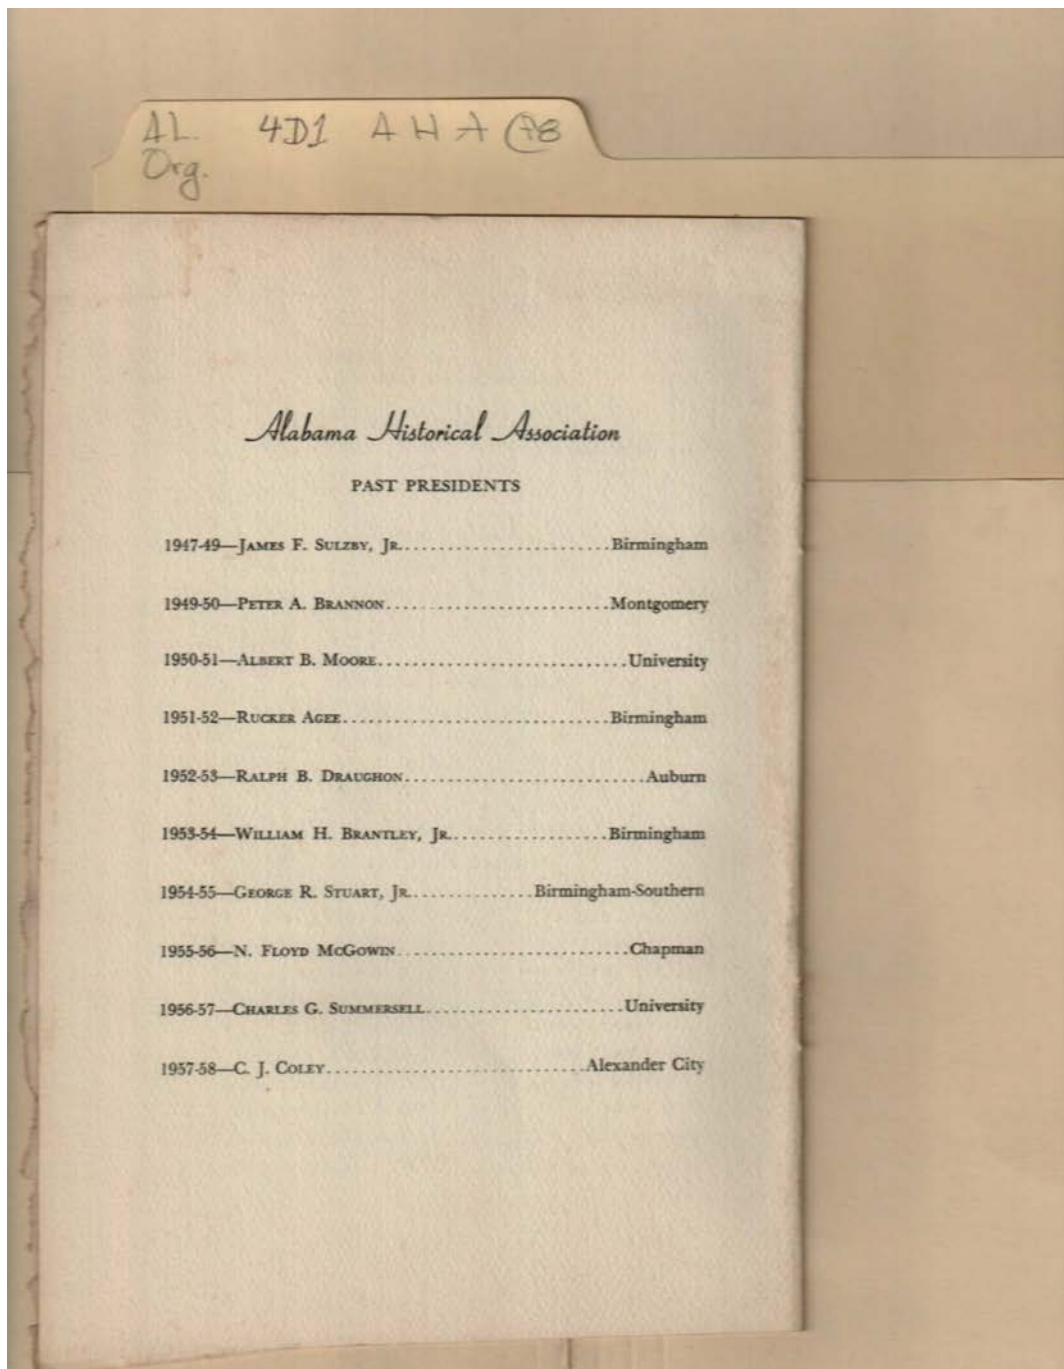 AL. 4D1 A H A
Org.
Alabama Historical Association
PAST PRESIDENTS
1947-49—JAMES F. SULZBY, JR.........................Birmingham
1949-50—PETER A. BRANNON...........................Montgomery
1950-51—ALBERT B. MOORE.............................University
1951-52—RUCKER AGEE................................Birmingham
1952-53—RALPH B. DRAUGHON............................Auburn
1953-54—WILLIAM H. BRANTLEY, JR...................Birmingham
1954-55—GEORGE R. STUART, JR..............Birmingham-Southern
1955-56—N. FLOYD MCGOWIN...........................Chapman
1956-57—CHARLES G. SUMMERSELL.......................University
1957-58—C. J. COLEY..............................Alexander City